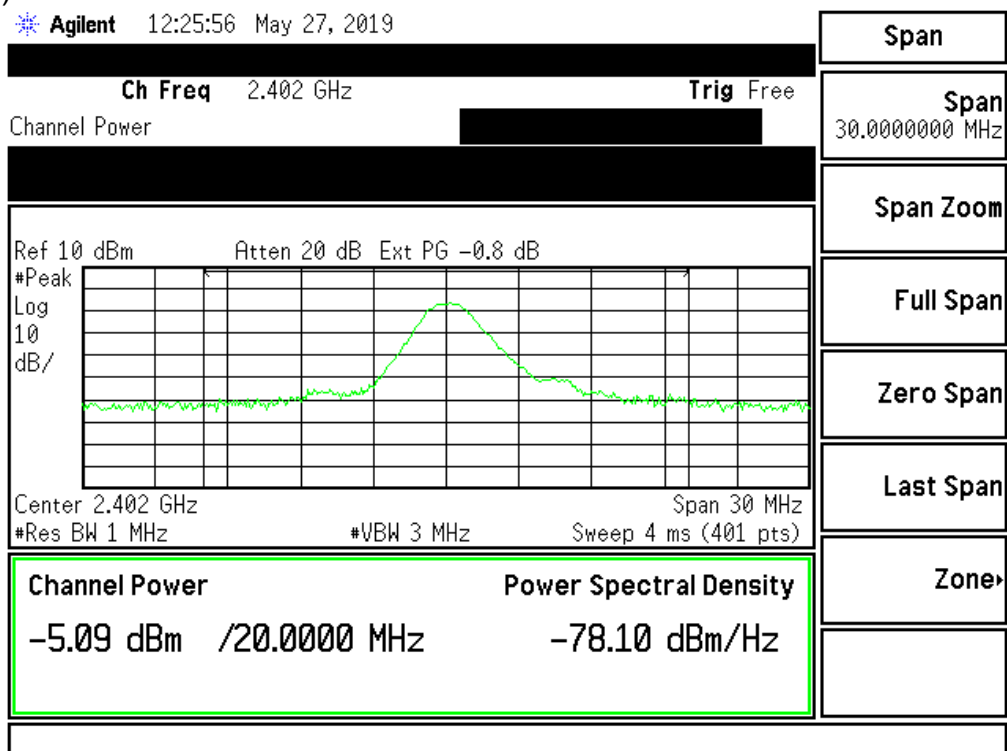 )
Agilent 12:25:56 May 27, 2019
Span
Ch Freq 2.402 GHz Trig Free
Channel Power
Span
30.0000000 MHz
Span Zoom
Full Span
Zero Span
Last Span
Zone
Ref 10 dBm Atten 20 dB Ext PG -0.8 dB
#Peak
Log
10
dB/
Center 2.402 GHz Span 30 MHz
#Res BW 1 MHz #VBW 3 MHz Sweep 4 ms (401 pts)
Channel Power Power Spectral Density
-5.09 dBm /20.0000 MHz -78.10 dBm/Hz